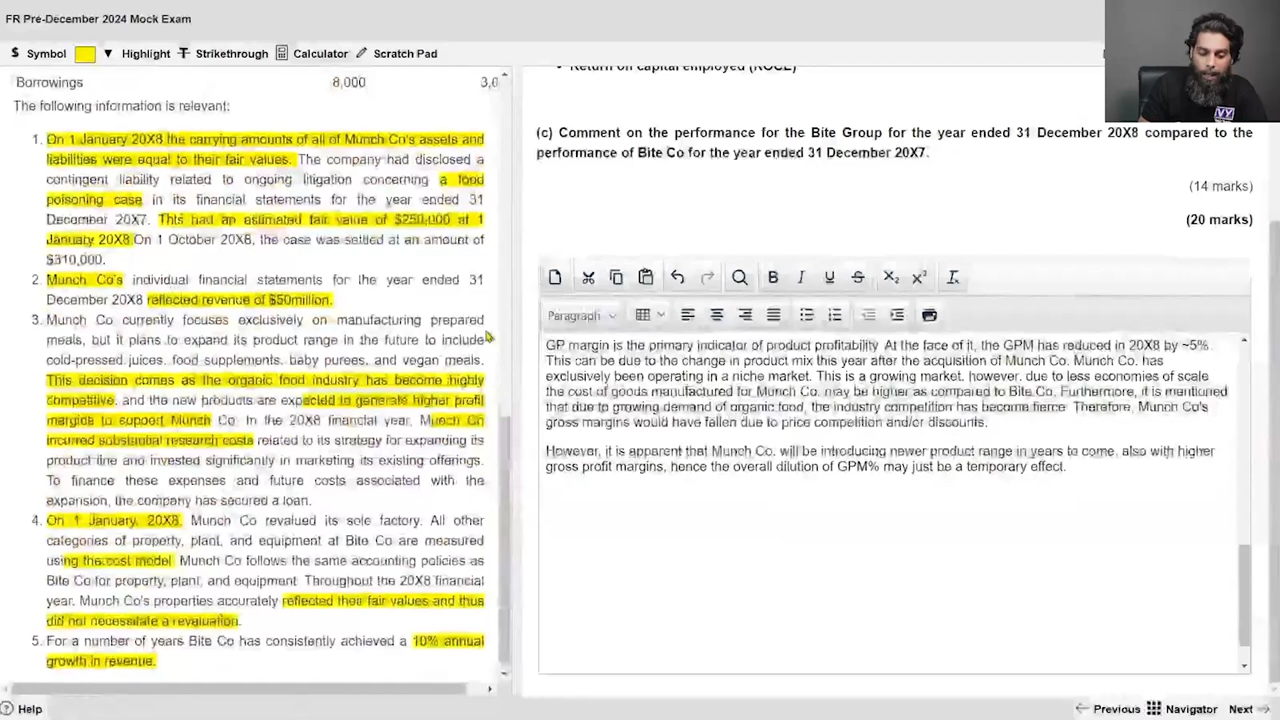 FR Pre-December 2024 Mock Exam
$ Symbol Highlight Strikethrough Calculator Scratch Pad
Borrowings 8,000 3,0
The following information is relevant:
1. On 1 January 20X8 the carrying amounts of all of Munch Co's assets and
liabilities were equal to their fair values. The company had disclosed a
contingent liability related to ongoing litigation concerning a food
poisoning case in its financial statements for the year ended 31
December 20X7. This had an estimated fair value of $250,000 at 1
January 20X8 On 1 October 20X8, the case was settled at an amount of
$310,000.
2. Munch Co's individual financial statements for the year ended 31
December 20X8 reflected revenue of $50million.
3. Munch Co currently focuses exclusively on manufacturing prepared
meals, but it plans to expand its product range in the future to include
cold-pressed juices, food supplements, baby purees, and vegan meals.
This decision comes as the organic food industry has become highly
competitive, and the new products are expected to generate higher profit
margins to support Munch Co. In the 20X8 financial year, Munch Co
incurred substantial research costs related to its strategy for expanding its
product line and invested significantly in marketing its existing offerings.
To finance these expenses and future costs associated with the
expansion, the company has secured a loan.
4. On 1 January, 20X8, Munch Co revalued its sole factory. All other
categories of property, plant, and equipment at Bite Co are measured
using the cost model. Munch Co follows the same accounting policies as
Bite Co for property, plant, and equipment. Throughout the 20X8 financial
year, Munch Co's properties accurately reflected their fair values and thus
did not necessitate a revaluation.
5. For a number of years Bite Co has consistently achieved a 10% annual
growth in revenue.
Help
• Return on capital employed (ROCE)
(c) Comment on the performance for the Bite Group for the year ended 31 December 20X8 compared to the
performance of Bite Co for the year ended 31 December 20X7.
(14 marks)
(20 marks)
B I U S X₂ X² Iₓ
Paragraph
GP margin is the primary indicator of product profitability. At the face of it, the GPM has reduced in 20X8 by ~5%.
This can be due to the change in product mix this year after the acquisition of Munch Co. Munch Co. has
exclusively been operating in a niche market. This is a growing market, however, due to less economies of scale
the cost of goods manufactured for Munch Co. may be higher as compared to Bite Co. Furthermore, it is mentioned
that due to growing demand of organic food, the industry competition has become fierce. Therefore, Munch Co's
gross margins would have fallen due to price competition and/or discounts.
However, it is apparent that Munch Co. will be introducing newer product range in years to come, also with higher
gross profit margins, hence the overall dilution of GPM% may just be a temporary effect.
Previous Navigator Next
VY